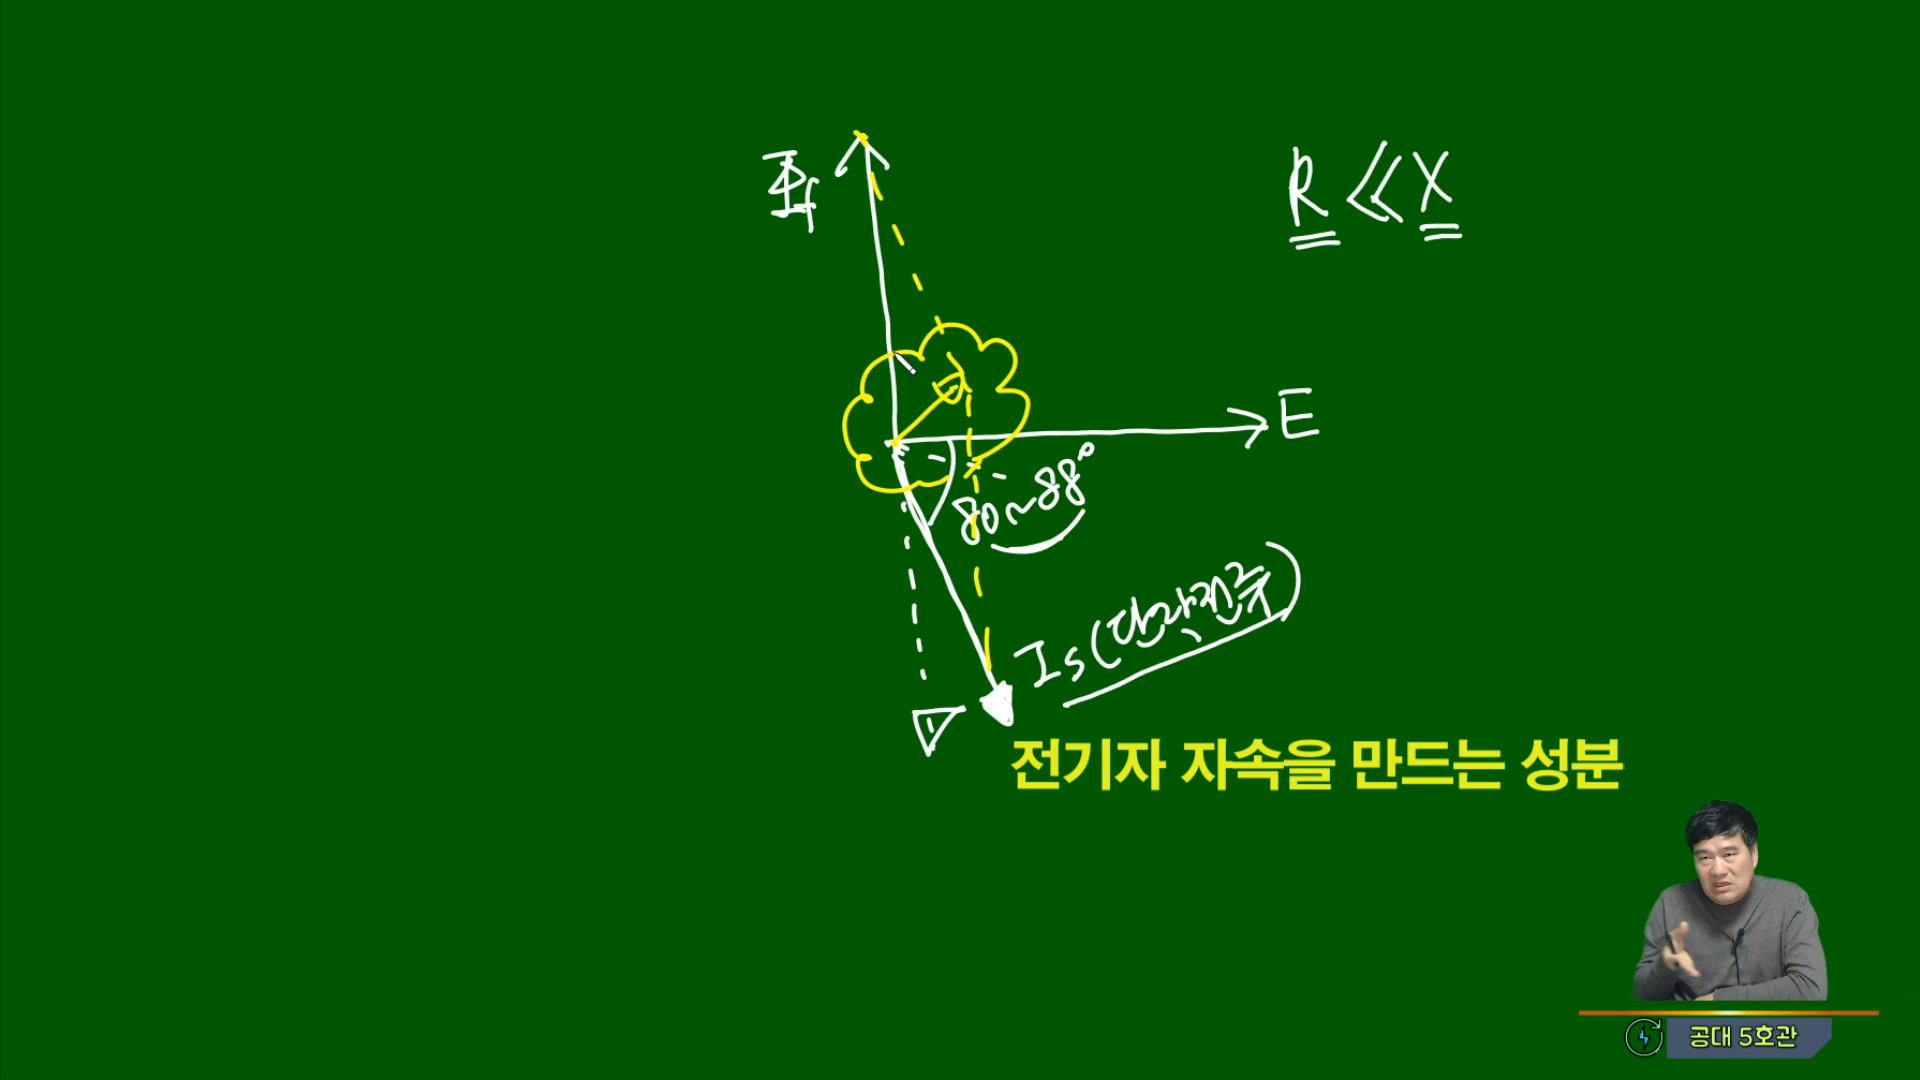 Φf
R ≪ X
E
80~88°
Is (단락전류)
전기자 자속을 만드는 성분
공대 5호관